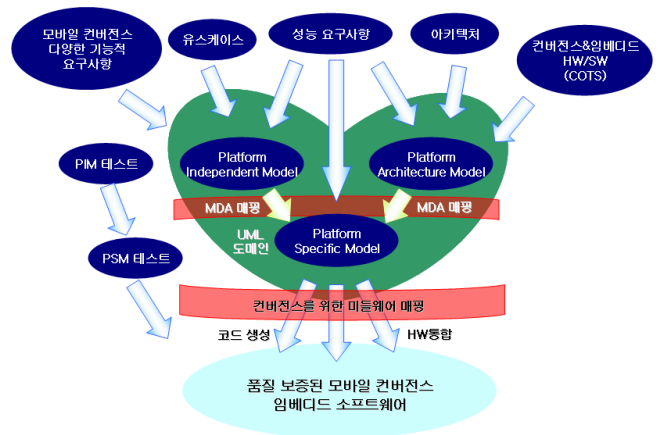 모바일 컨버전스
다양한 기능적
요구사항
유스케이스
성능 요구사항
아키텍처
컨버전스&임베디드
HW/SW
(COTS)
PIM 테스트
Platform
Independent Model
Platform
Architecture Model
MDA 매핑
MDA 매핑
UML
도메인
Platform
Specific Model
PSM 테스트
컨버전스를 위한 미들웨어 매핑
코드 생성
HW통합
품질 보증된 모바일 컨버전스
임베디드 소프트웨어